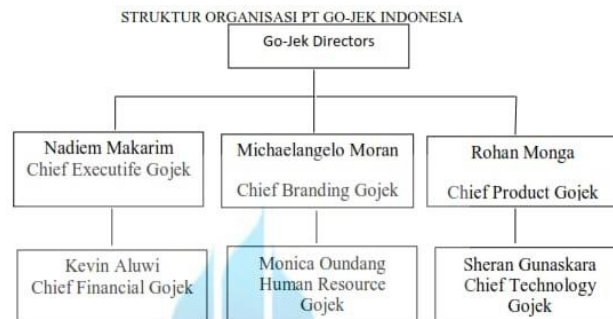 STRUKTUR ORGANISASI PT GO-JEK INDONESIA
Go-Jek Directors
Nadiem Makarim
Chief Executife Gojek
Michaelangelo Moran
Chief Branding Gojek
Rohan Monga
Chief Product Gojek
Kevin Aluwi
Chief Financial Gojek
Monica Oundang
Human Resource
Gojek
Sheran Gunaskara
Chief Technology
Gojek